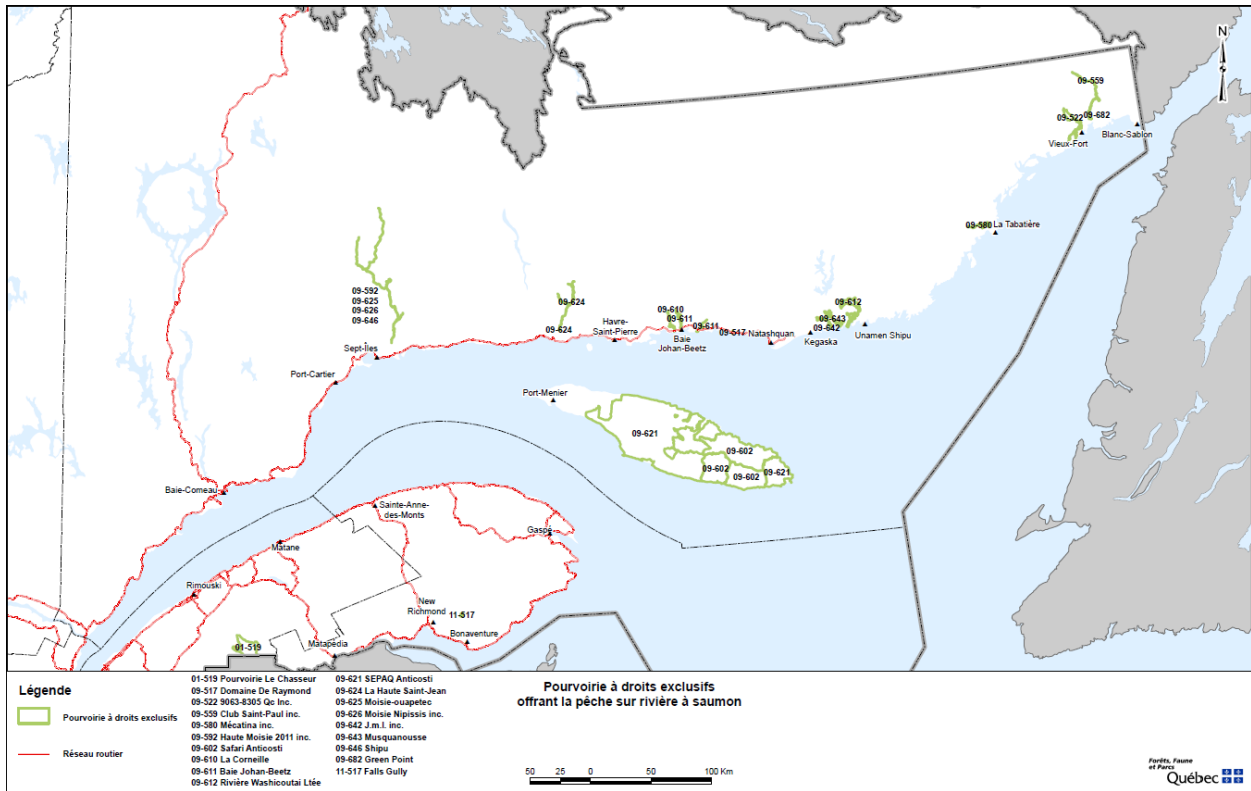 N
09-559
09-522
09-682
Vieux-Fort
Blanc-Sablon
09-580
La Tabatière
09-592
09-625
09-626
09-646
09-624
09-624
Havre-
Saint-Pierre
09-610
09-611
09-611
Baie
Johan-Beetz
09-517
Natashquan
09-612
09-643
09-642
Kegaska
Unamen Shipu
Sept-Îles
Port-Cartier
Port-Menier
09-621
09-602
09-602
09-602
09-621
Baie-Comeau
Sainte-Anne-
des-Monts
Gaspé
Matane
Rimouski
New
Richmond
11-517
Bonaventure
Matapédia
01-519
Légende
Pourvoirie à droits exclusifs
Réseau routier
01-519 Pourvoirie Le Chasseur
09-517 Domaine De Raymond
09-522 9063-8305 Qc Inc.
09-559 Club Saint-Paul inc.
09-580 Mécatina inc.
09-592 Haute Moisie 2011 inc.
09-602 Safari Anticosti
09-610 La Corneille
09-611 Baie Johan-Beetz
09-612 Rivière Washicoutai Ltée
09-621 SEPAQ Anticosti
09-624 La Haute Saint-Jean
09-625 Moisie-ouapetec
09-626 Moisie Nipissis inc.
09-642 J.m.l. inc.
09-643 Musquanousse
09-646 Shipu
09-682 Green Point
11-517 Falls Gully
Pourvoirie à droits exclusifs
offrant la pêche sur rivière à saumon
50 25 0 50 100 Km
Forêts, Faune
et Parcs
Québec